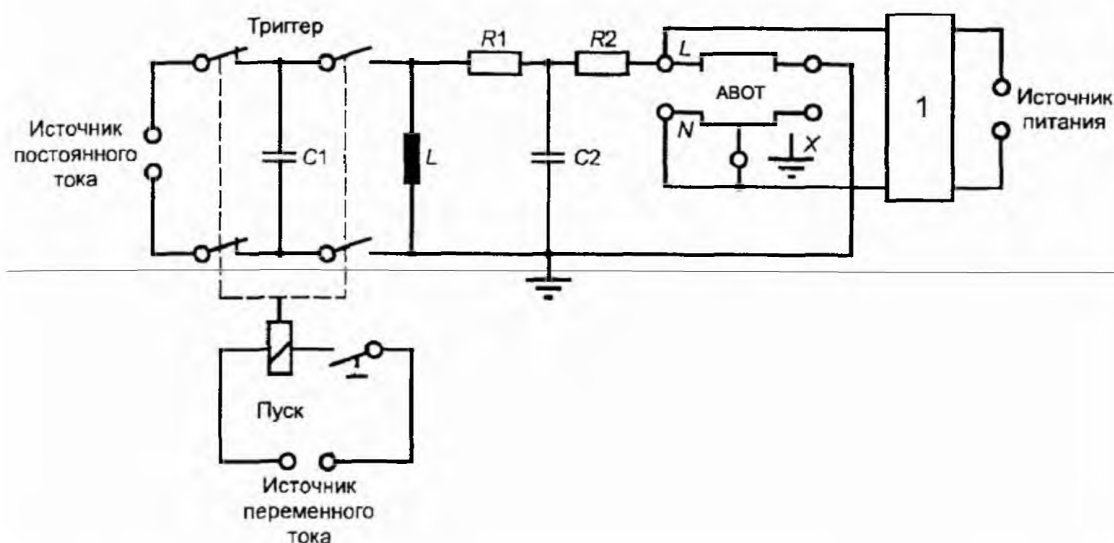 Триггер
R1
R2
L
АВОТ
N
X
1
Источник
питания
Источник
постоянного
тока
C1
L
C2
Пуск
Источник
переменного
тока